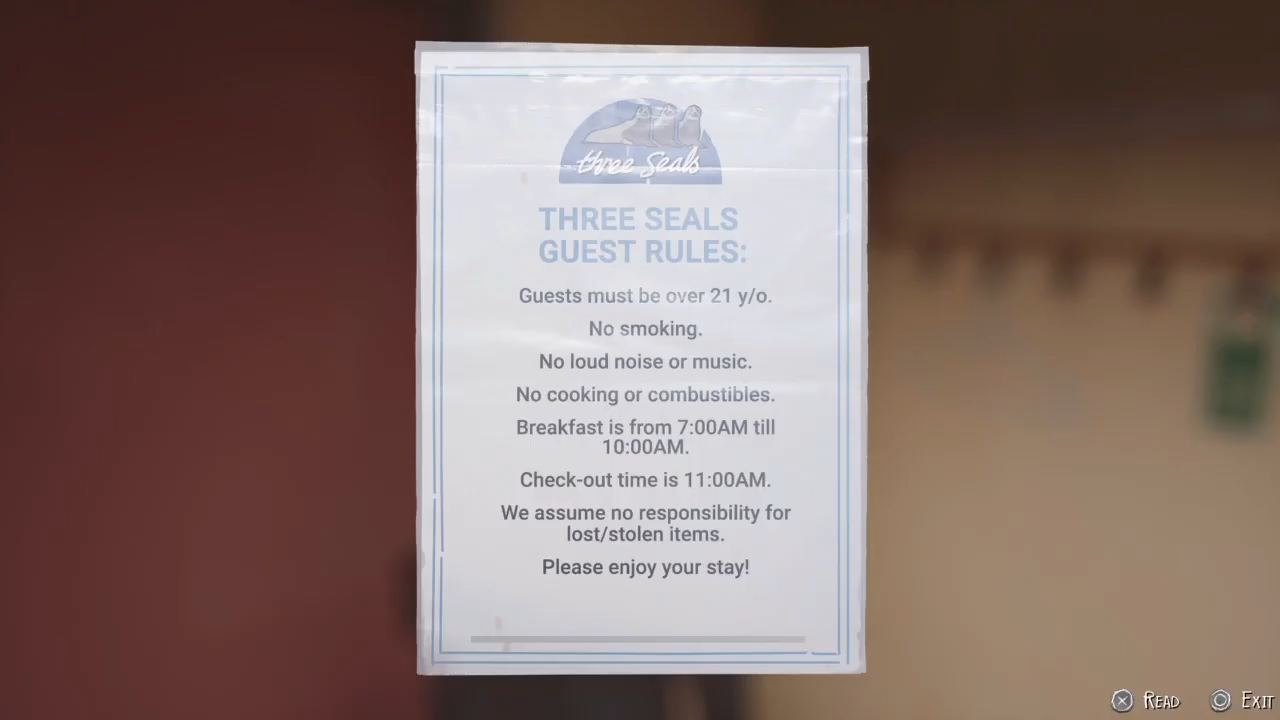 three Seals
THREE SEALS
GUEST RULES:
Guests must be over 21 y/o.
No smoking.
No loud noise or music.
No cooking or combustibles.
Breakfast is from 7:00AM till
10:00AM.
Check-out time is 11:00AM.
We assume no responsibility for
lost/stolen items.
Please enjoy your stay!
READ
EXIT